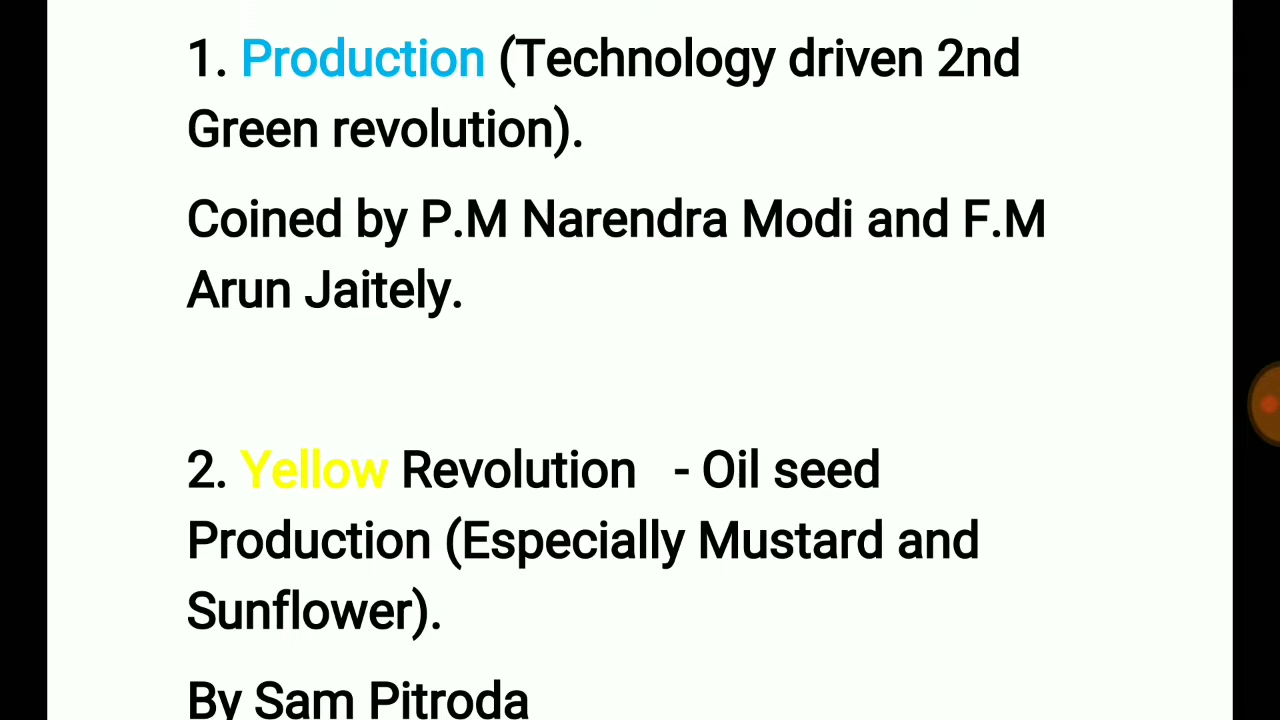 1. Production (Technology driven 2nd
Green revolution).
Coined by P.M Narendra Modi and F.M
Arun Jaitely.
2. Yellow Revolution - Oil seed
Production (Especially Mustard and
Sunflower).
By Sam Pitroda